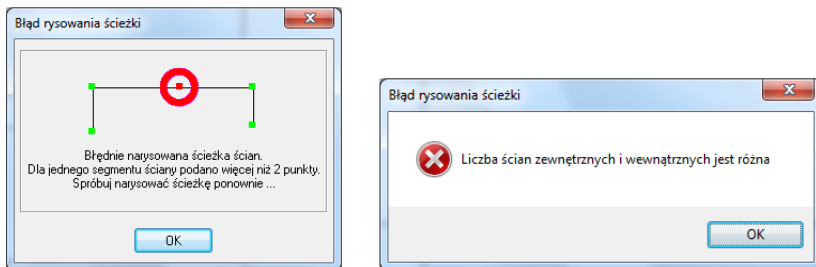 Błąd rysowania ścieżki
Błędnie narysowana ścieżka ścian.
Dla jednego segmentu ściany podano więcej niż 2 punkty.
Spróbuj narysować ścieżkę ponownie ...
OK
Błąd rysowania ścieżki
Liczba ścian zewnętrznych i wewnątrznych jest różna
OK